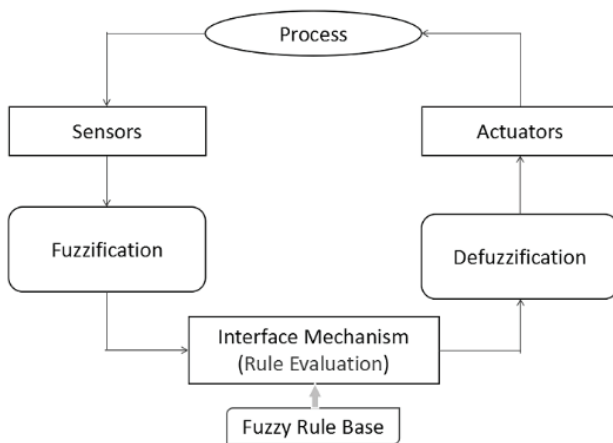 Process
Sensors
Actuators
Fuzzification
Defuzzification
Interface Mechanism
(Rule Evaluation)
Fuzzy Rule Base